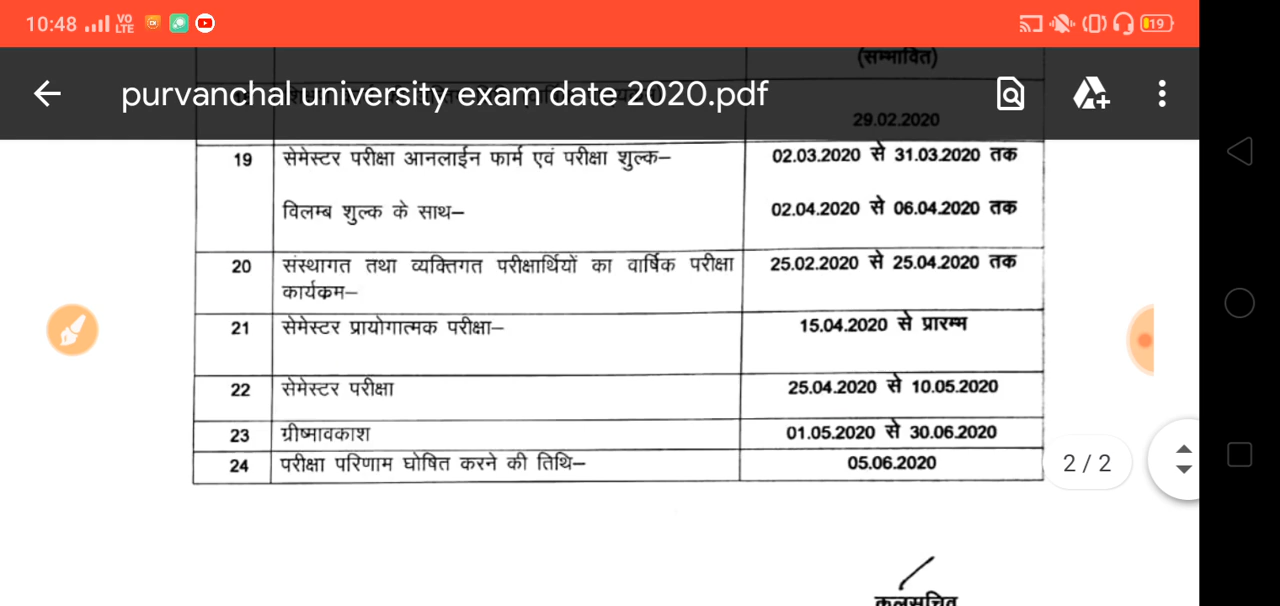 10:48 VO LTE 19
(सम्भावित)
purvanchal university exam date 2020.pdf
29.02.2020
19 सेमेस्टर परीक्षा आनलाईन फार्म एवं परीक्षा शुल्क– 02.03.2020 से 31.03.2020 तक
विलम्ब शुल्क के साथ– 02.04.2020 से 06.04.2020 तक
20 संस्थागत तथा व्यक्तिगत परीक्षार्थियों का वार्षिक परीक्षा 25.02.2020 से 25.04.2020 तक
कार्यक्रम–
21 सेमेस्टर प्रायोगात्मक परीक्षा– 15.04.2020 से प्रारम्भ
22 सेमेस्टर परीक्षा 25.04.2020 से 10.05.2020
23 ग्रीष्मावकाश 01.05.2020 से 30.06.2020
24 परीक्षा परिणाम घोषित करने की तिथि– 05.06.2020
2 / 2
कुलसचिव